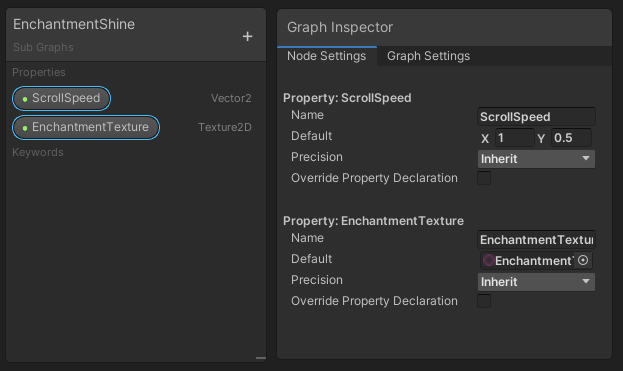 EnchantmentShine
Sub Graphs
+
Properties
ScrollSpeed Vector2
EnchantmentTexture Texture2D
Keywords
Graph Inspector
Node Settings Graph Settings
Property: ScrollSpeed
Name ScrollSpeed
Default X 1 Y 0.5
Precision Inherit
Override Property Declaration
Property: EnchantmentTexture
Name EnchantmentTextu
Default Enchantment
Precision Inherit
Override Property Declaration